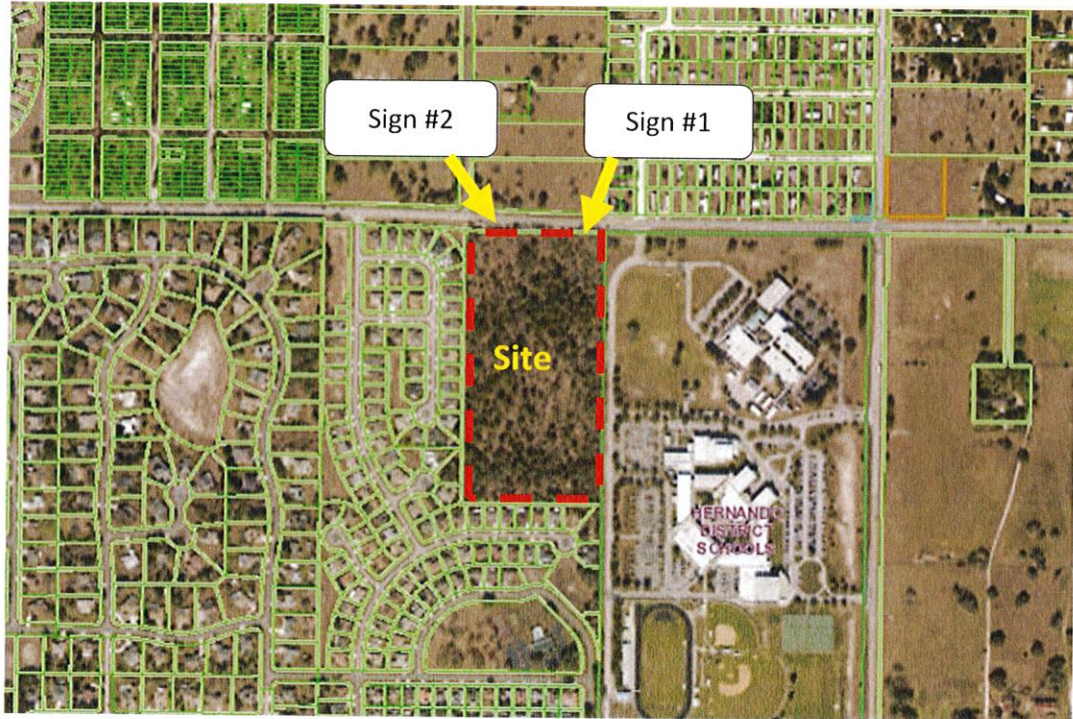 Sign #2
Sign #1
Site
HERNANDO
DISTRICT
SCHOOLS